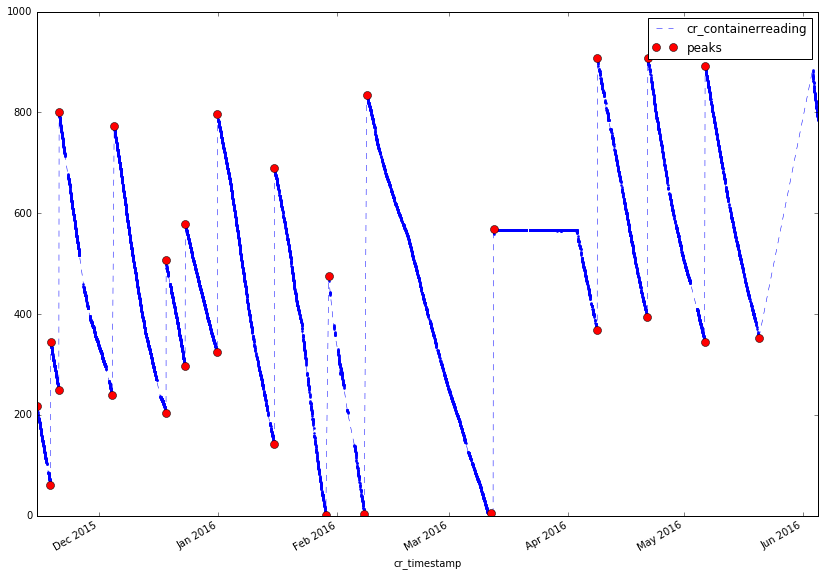 1000
800
600
400
200
0
cr_containerreading
peaks
Dec 2015
Jan 2016
Feb 2016
Mar 2016
Apr 2016
May 2016
Jun 2016
cr_timestamp